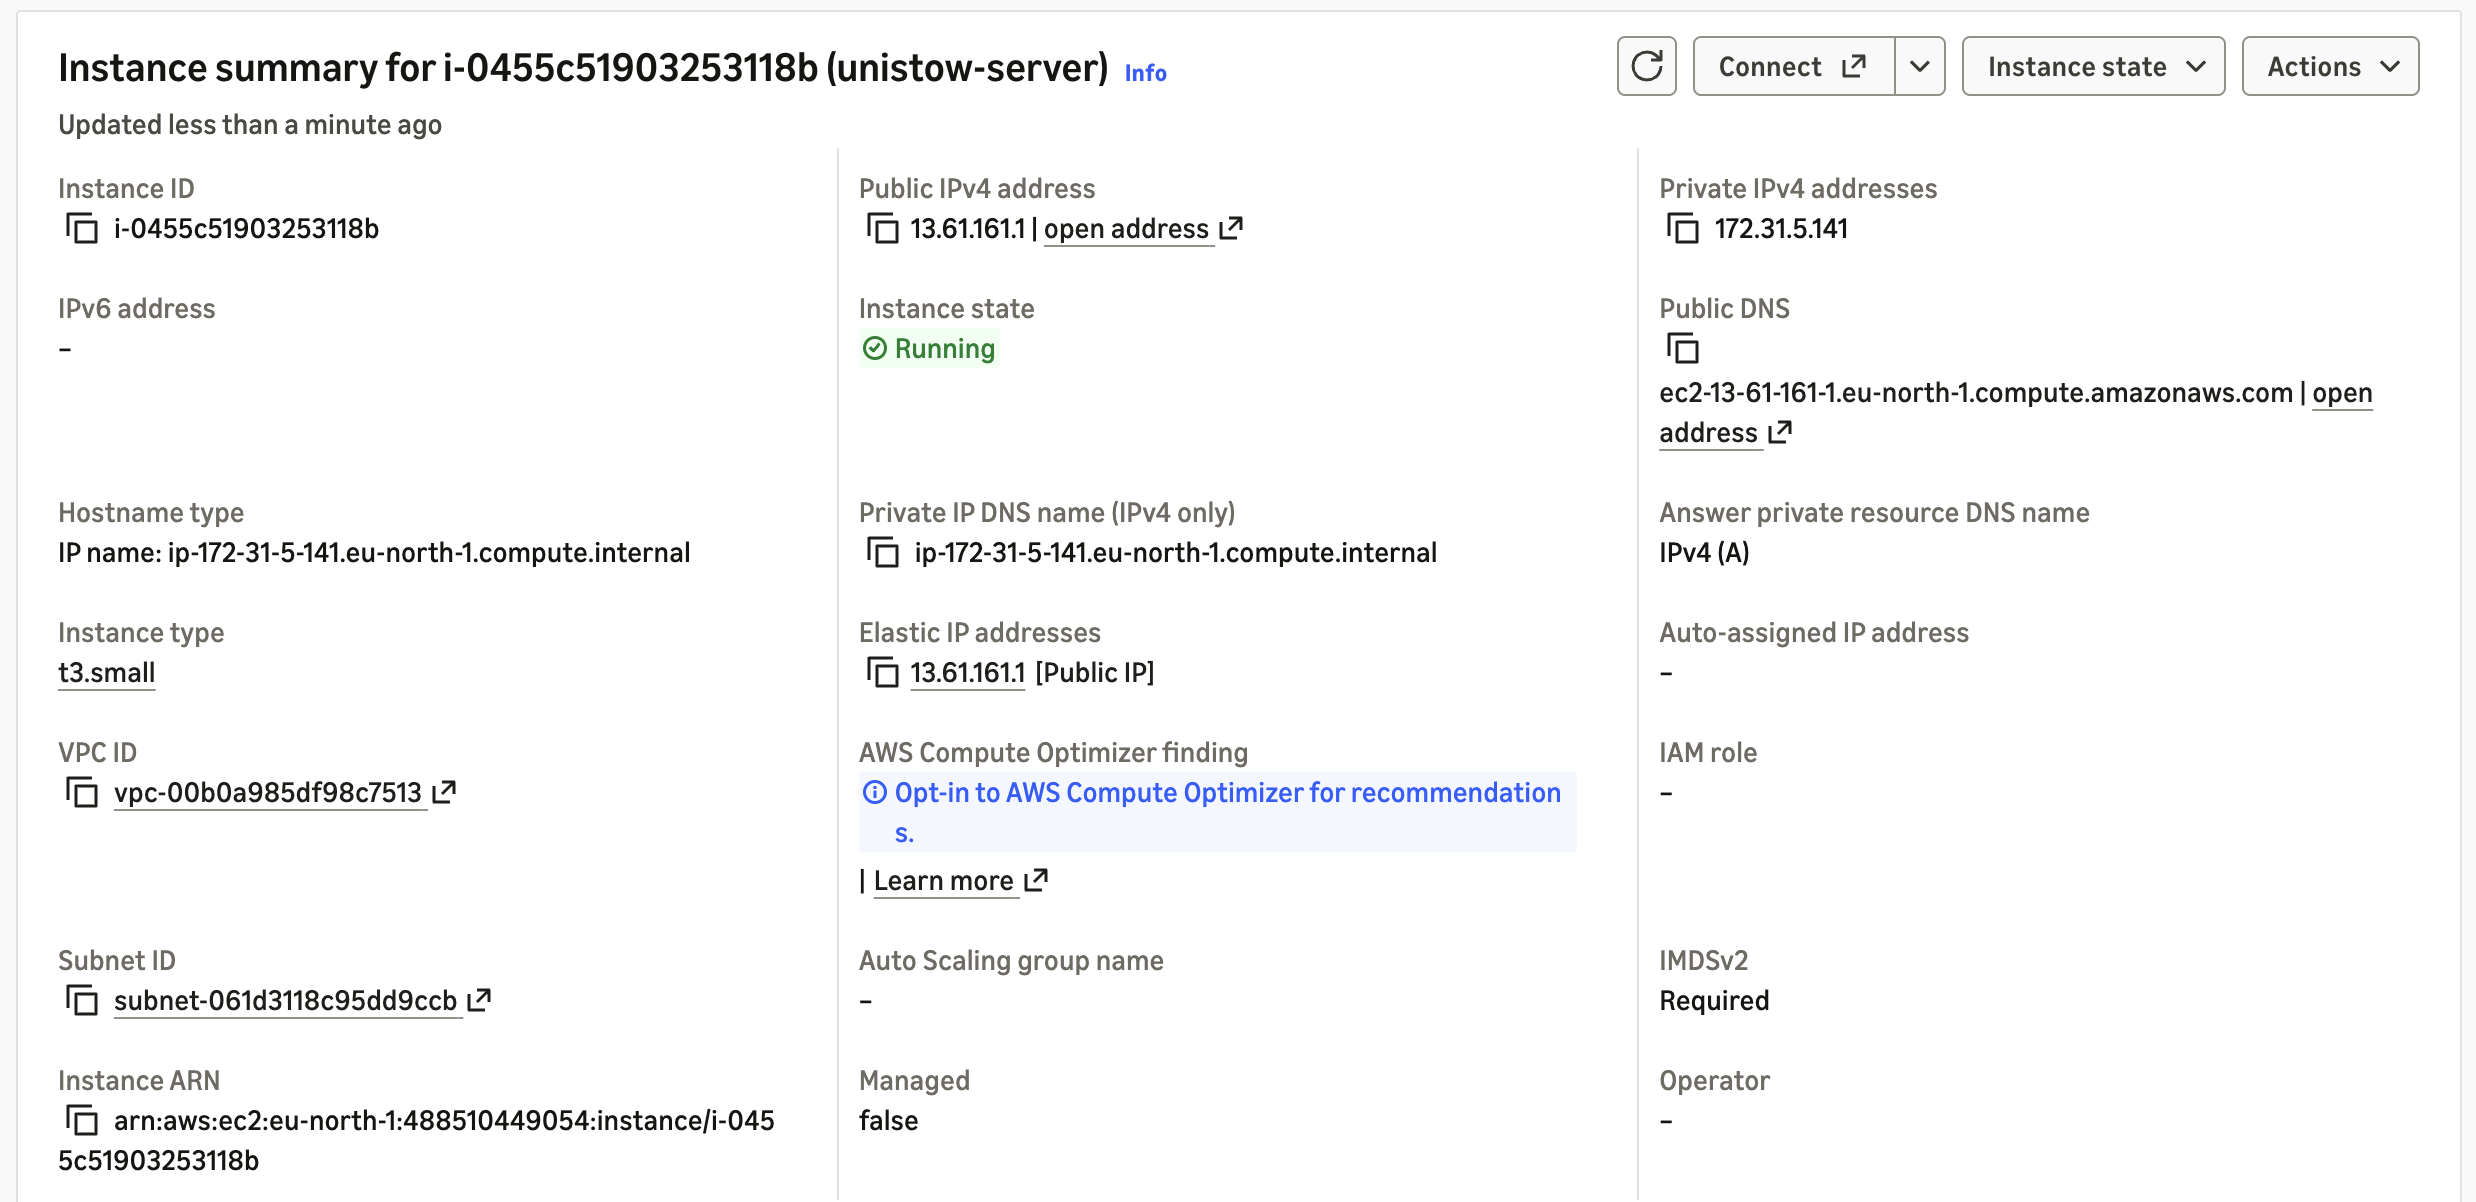 Instance summary for i-0455c51903253118b (unistow-server) Info
Connect
Instance state
Actions
Updated less than a minute ago
Instance ID
i-0455c51903253118b
Public IPv4 address
13.61.161.1 | open address
Private IPv4 addresses
172.31.5.141
IPv6 address
–
Instance state
Running
Public DNS
ec2-13-61-161-1.eu-north-1.compute.amazonaws.com | open
address
Hostname type
IP name: ip-172-31-5-141.eu-north-1.compute.internal
Private IP DNS name (IPv4 only)
ip-172-31-5-141.eu-north-1.compute.internal
Answer private resource DNS name
IPv4 (A)
Instance type
t3.small
Elastic IP addresses
13.61.161.1 [Public IP]
Auto-assigned IP address
–
VPC ID
vpc-00b0a985df98c7513
AWS Compute Optimizer finding
Opt-in to AWS Compute Optimizer for recommendation
s.
| Learn more
IAM role
–
Subnet ID
subnet-061d3118c95dd9ccb
Auto Scaling group name
–
IMDSv2
Required
Instance ARN
arn:aws:ec2:eu-north-1:488510449054:instance/i-045
5c51903253118b
Managed
false
Operator
–